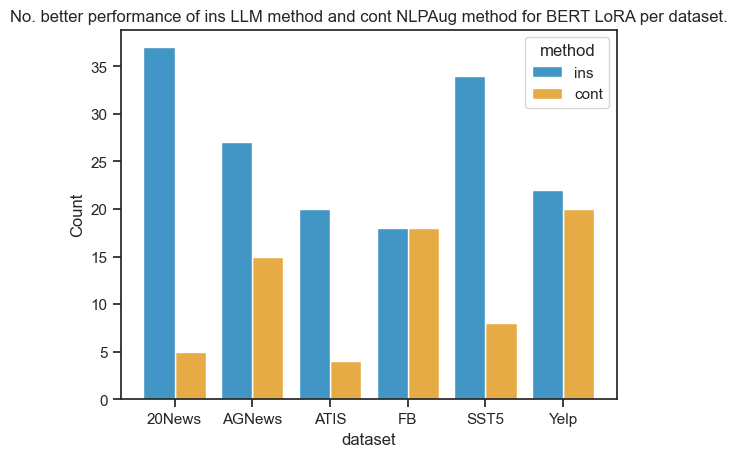 No. better performance of ins LLM method and cont NLPAug method for BERT LoRA per dataset.
method
ins
cont
Count
35
30
25
20
15
10
5
0
20News AGNews ATIS FB SST5 Yelp
dataset